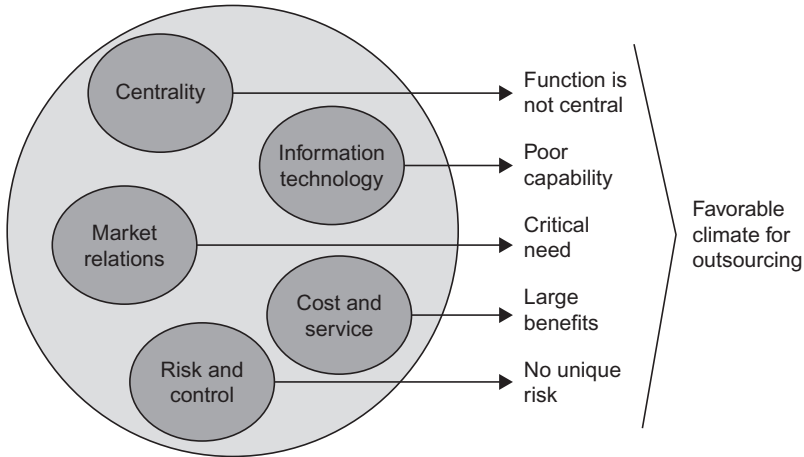 Centrality
Function is
not central
Information
technology
Poor
capability
Market
relations
Critical
need
Favorable
climate for
outsourcing
Cost and
service
Large
benefits
Risk and
control
No unique
risk